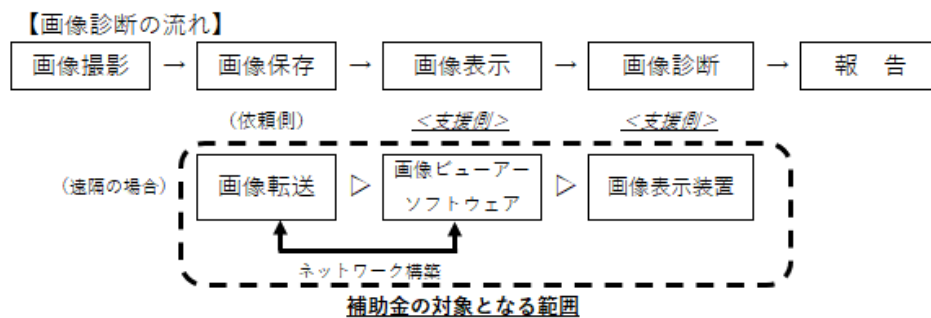 【画像診断の流れ】
画像撮影 → 画像保存 → 画像表示 → 画像診断 → 報 告
(依頼側) <支援側> <支援側>
(遠隔の場合) 画像転送 ▷ 画像ビューアー ソフトウェア ▷ 画像表示装置
ネットワーク構築
補助金の対象となる範囲